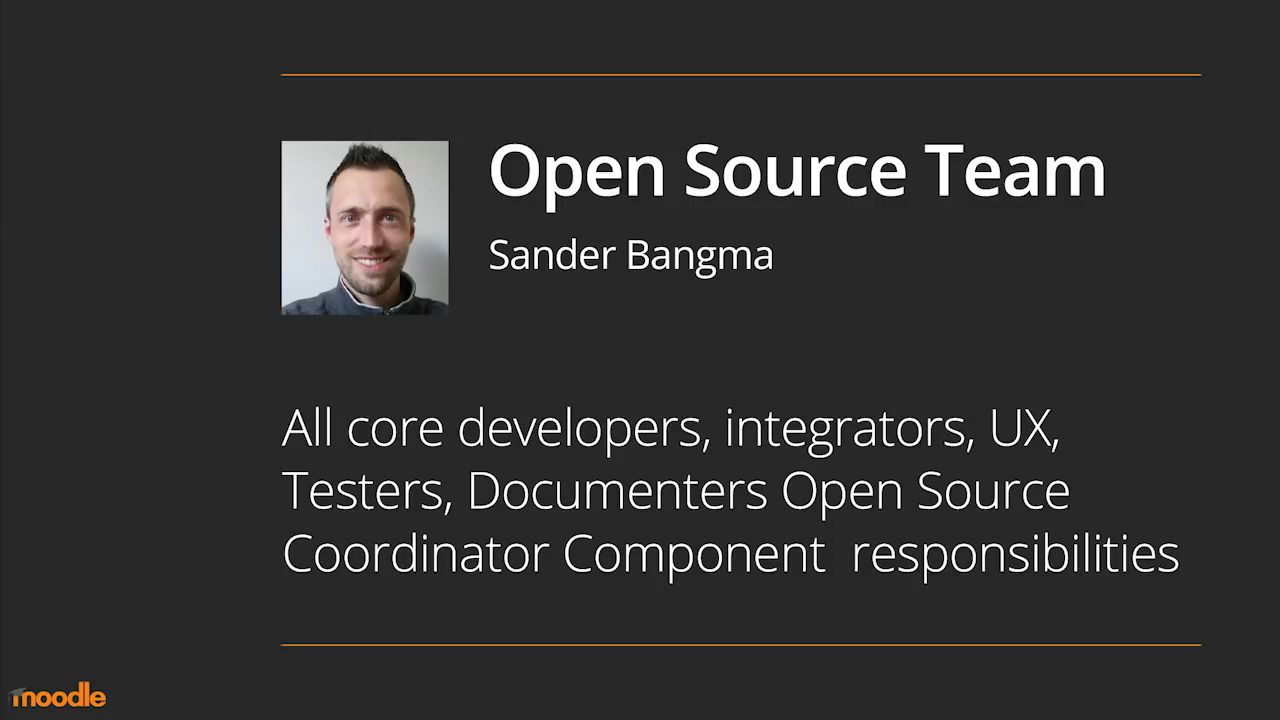 Open Source Team
Sander Bangma
All core developers, integrators, UX,
Testers, Documenters Open Source
Coordinator Component  responsibilities
moodle